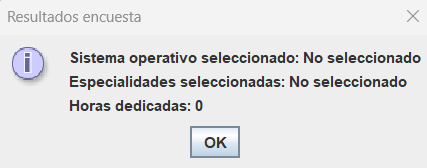 Resultados encuesta
Sistema operativo seleccionado: No seleccionado
Especialidades seleccionadas: No seleccionado
Horas dedicadas: 0
OK